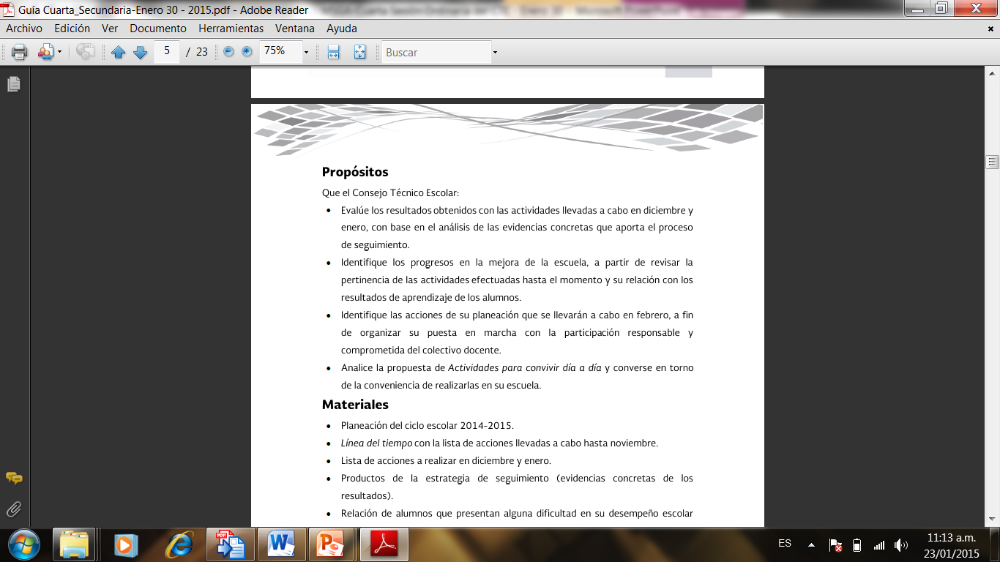 Guía Cuarta_Secundaria-Enero 30 - 2015.pdf - Adobe Reader
Archivo Edición Ver Documento Herramientas Ventana Ayuda
5 / 23 75% Buscar
Propósitos
Que el Consejo Técnico Escolar:
• Evalúe los resultados obtenidos con las actividades llevadas a cabo en diciembre y
enero, con base en el análisis de las evidencias concretas que aporta el proceso
de seguimiento.
• Identifique los progresos en la mejora de la escuela, a partir de revisar la
pertinencia de las actividades efectuadas hasta el momento y su relación con los
resultados de aprendizaje de los alumnos.
• Identifique las acciones de su planeación que se llevarán a cabo en febrero, a fin
de organizar su puesta en marcha con la participación responsable y
comprometida del colectivo docente.
• Analice la propuesta de Actividades para convivir día a día y converse en torno
de la conveniencia de realizarlas en su escuela.
Materiales
• Planeación del ciclo escolar 2014-2015.
• Línea del tiempo con la lista de acciones llevadas a cabo hasta noviembre.
• Lista de acciones a realizar en diciembre y enero.
• Productos de la estrategia de seguimiento (evidencias concretas de los
resultados).
• Relación de alumnos que presentan alguna dificultad en su desempeño escolar
ES
11:13 a.m.
23/01/2015